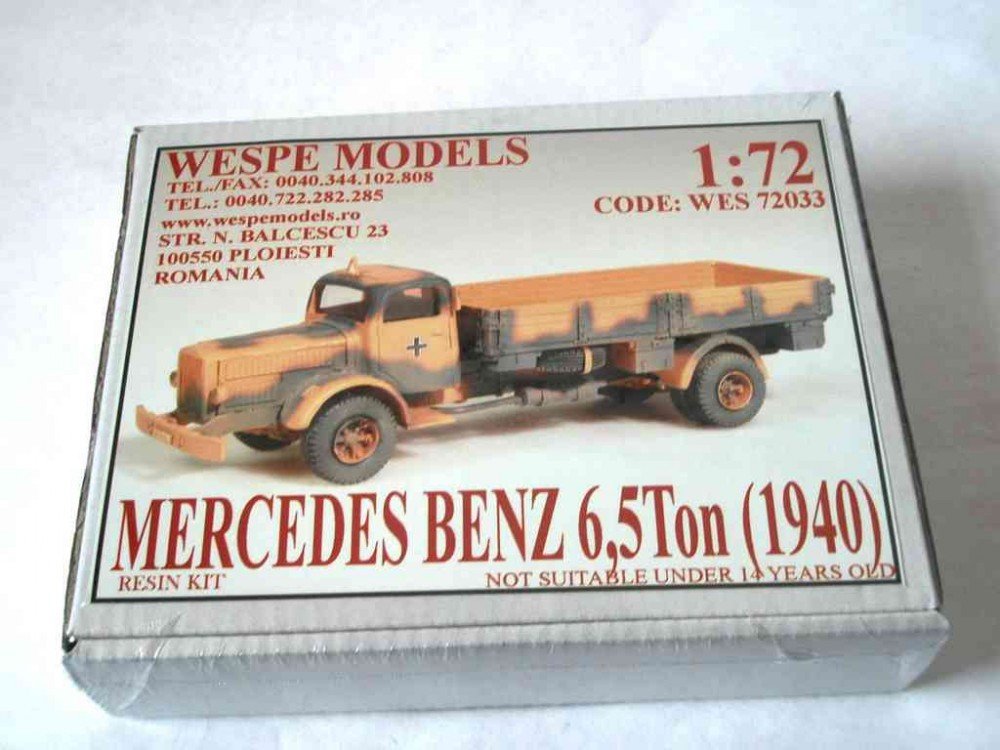 WESPE MODELS
TEL./FAX: 0040.344.102.808
TEL.: 0040.722.282.285
www.wespemodels.ro
STR. N. BALCESCU 23
100550 PLOIESTI
ROMANIA
1:72
CODE: WES 72033
MERCEDES BENZ 6,5Ton (1940)
RESIN KIT
NOT SUITABLE UNDER 14 YEARS OLD